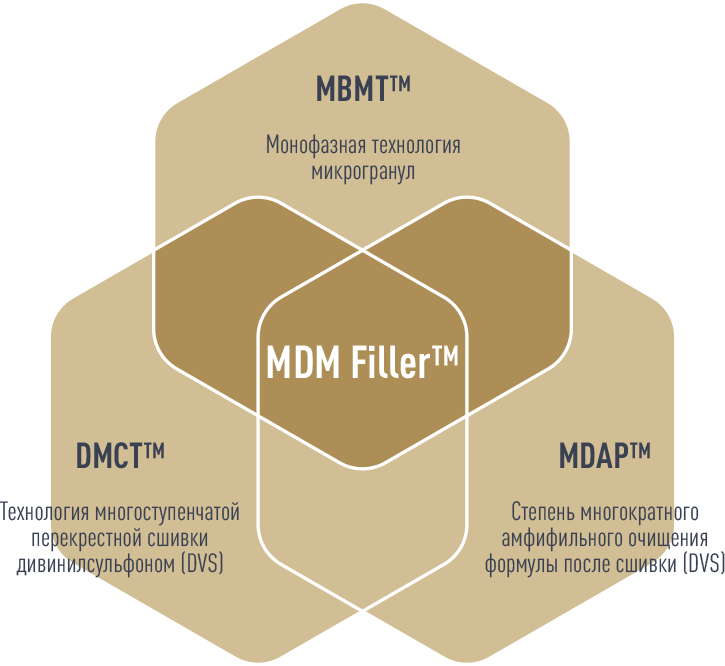 MBMT™
Монофазная технология
микрогранул
MDM Filler™
DMCT™
Технология многоступенчатой
перекрестной сшивки
дивинилсульфоном (DVS)
MDAP™
Степень многократного
амфифильного очищения
формулы после сшивки (DVS)